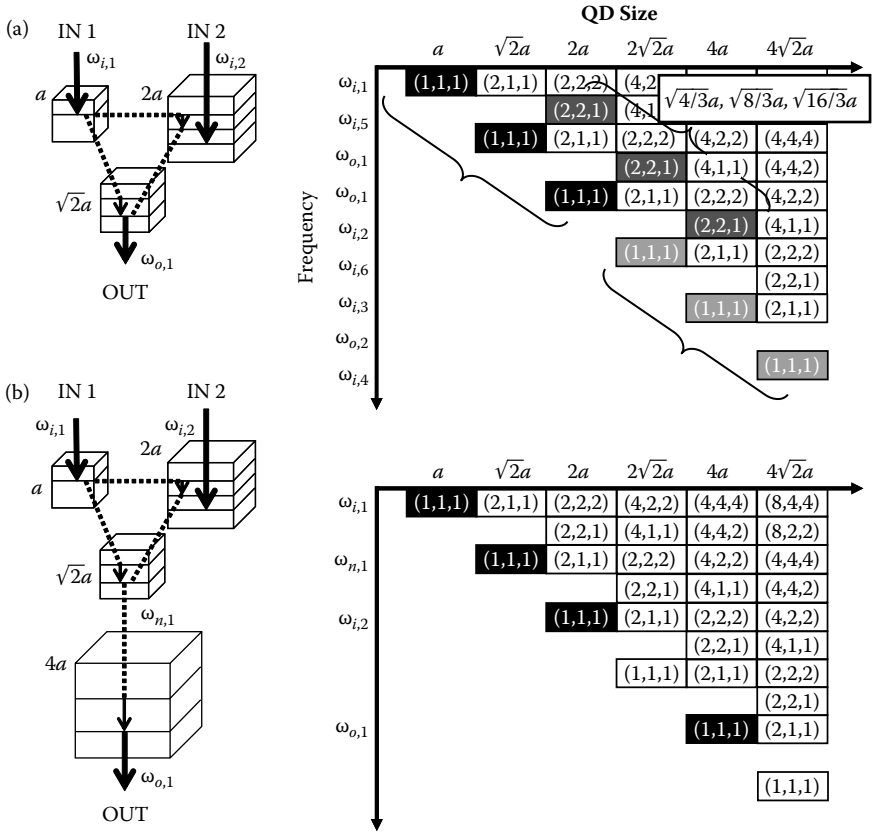 (a)
IN 1
IN 2
ω_{i,1}
ω_{i,2}
a
2a
√2a
ω_{o,1}
OUT
QD Size
a √2a 2a 2√2a 4a 4√2a
Frequency
ω_{i,1} (1,1,1) (2,1,1) (2,2,2) (4,2
√4/3a, √8/3a, √16/3a
(2,2,1) (4,1
ω_{i,5}
(1,1,1) (2,1,1) (2,2,2) (4,2,2) (4,4,4)
ω_{o,1} (2,2,1) (4,1,1) (4,4,2)
ω_{o,1} (1,1,1) (2,1,1) (2,2,2) (4,2,2)
ω_{i,2} (2,2,1) (4,1,1)
(1,1,1) (2,1,1) (2,2,2)
ω_{i,6} (2,2,1)
ω_{i,3} (1,1,1) (2,1,1)
ω_{o,2}
(1,1,1)
ω_{i,4}
(b)
IN 1
IN 2
ω_{i,1}
ω_{i,2}
2a
a
√2a
ω_{n,1}
4a
ω_{o,1}
OUT
a √2a 2a 2√2a 4a 4√2a
ω_{i,1} (1,1,1) (2,1,1) (2,2,2) (4,2,2) (4,4,4) (8,4,4)
(2,2,1) (4,1,1) (4,4,2) (8,2,2)
ω_{n,1} (1,1,1) (2,1,1) (2,2,2) (4,2,2) (4,4,4)
(2,2,1) (4,1,1) (4,4,2)
ω_{i,2} (1,1,1) (2,1,1) (2,2,2) (4,2,2)
(2,2,1) (4,1,1)
(1,1,1) (2,1,1) (2,2,2)
(2,2,1)
ω_{o,1} (1,1,1) (2,1,1)
(1,1,1)